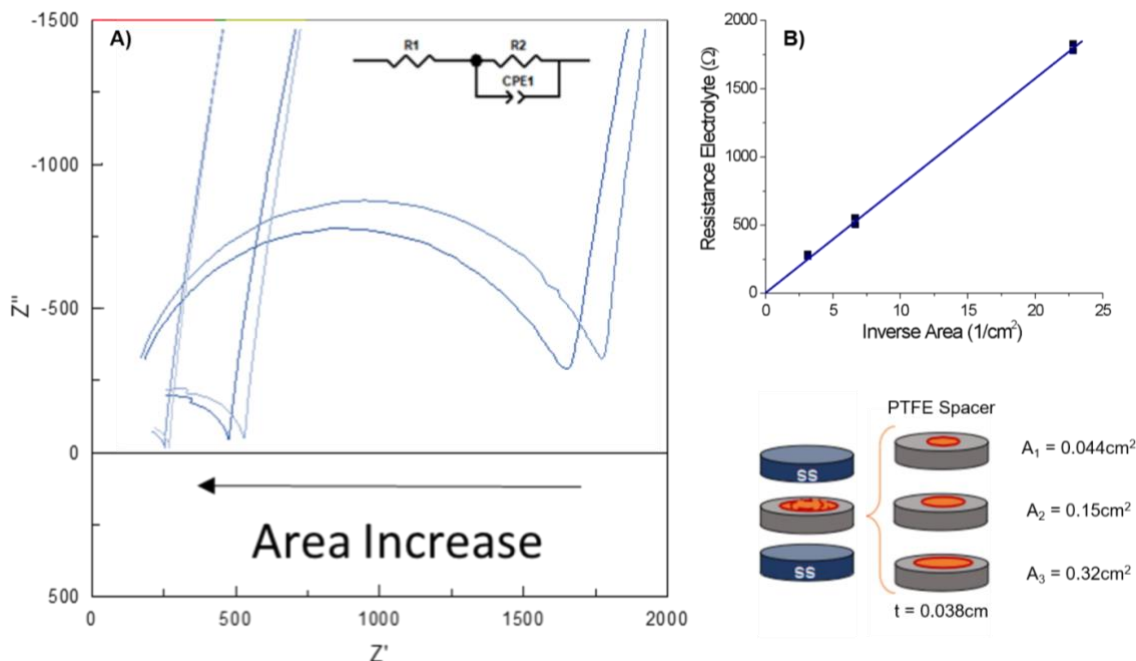 A)
-1500
-1000
-500
0
500
Z''
R1
R2
CPE1
Area Increase
0
500
1000
1500
2000
Z'
B)
2000
1500
1000
500
0
Resistance Electrolyte (Ω)
0
5
10
15
20
25
Inverse Area (1/cm²)
PTFE Spacer
SS
SS
A₁ = 0.044cm²
A₂ = 0.15cm²
A₃ = 0.32cm²
t = 0.038cm